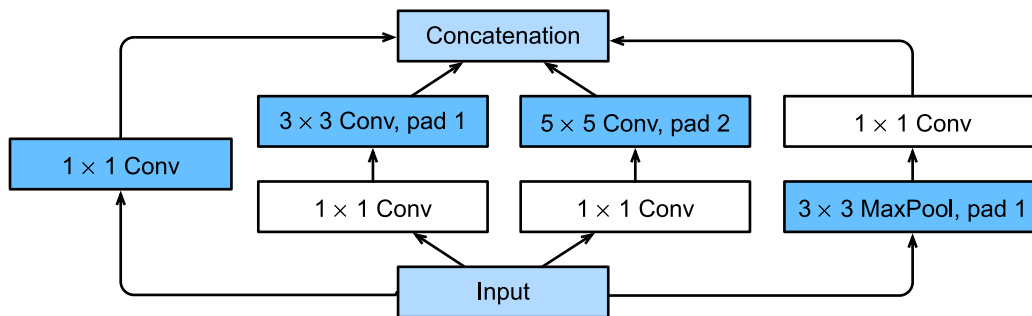 Concatenation
3 × 3 Conv, pad 1
5 × 5 Conv, pad 2
1 × 1 Conv
1 × 1 Conv
1 × 1 Conv
1 × 1 Conv
3 × 3 MaxPool, pad 1
Input